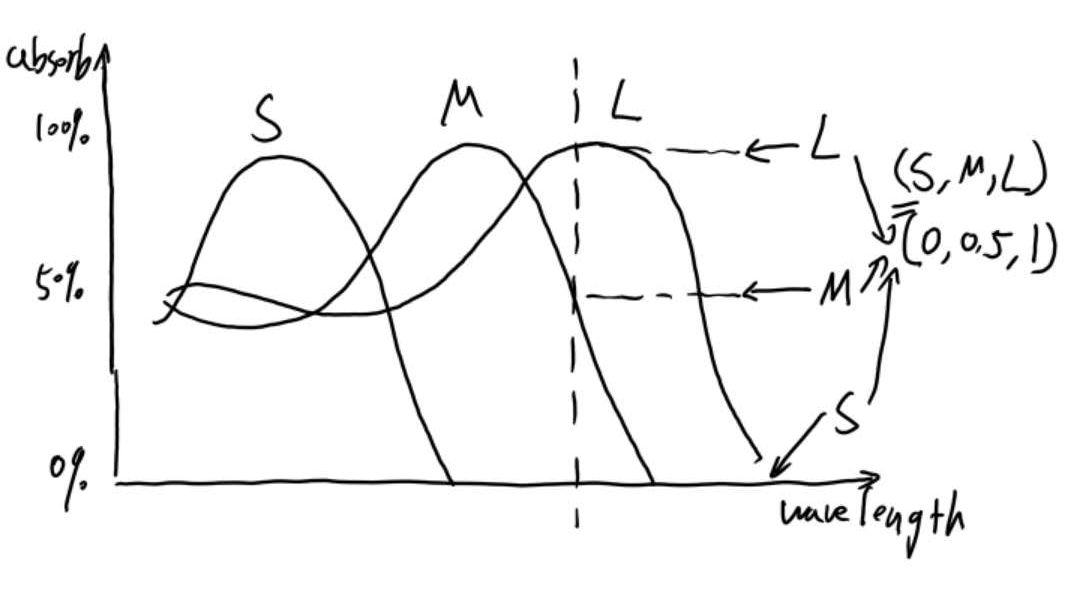 absorb
100%
50%
0%
S
M
L
L
(S, M, L)
=
(0, 0.5, 1)
M
S
wavelength